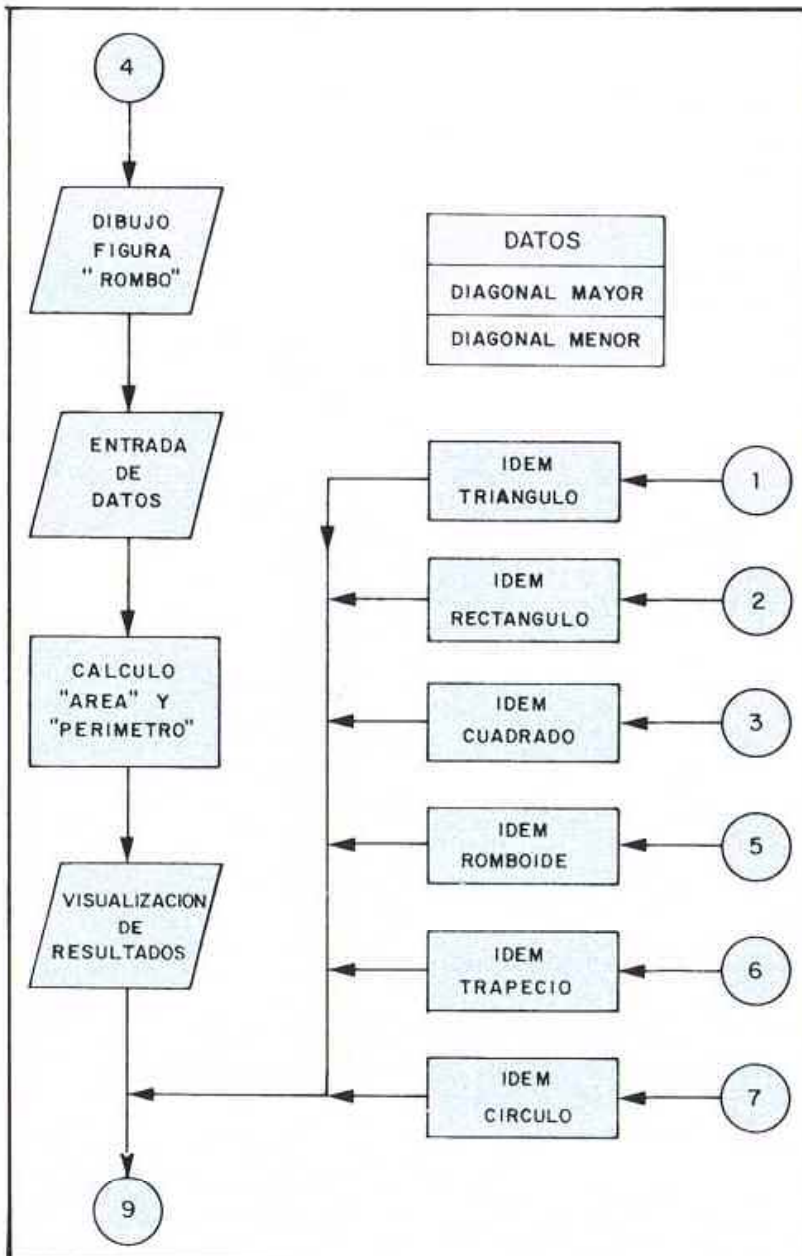 4
DIBUJO
FIGURA
"ROMBO"
DATOS
DIAGONAL MAYOR
DIAGONAL MENOR
ENTRADA
DE
DATOS
IDEM
TRIANGULO
1
IDEM
RECTANGULO
2
CALCULO
"AREA" Y
"PERIMETRO"
IDEM
CUADRADO
3
IDEM
ROMBOIDE
5
VISUALIZACION
DE
RESULTADOS
IDEM
TRAPECIO
6
IDEM
CIRCULO
7
9